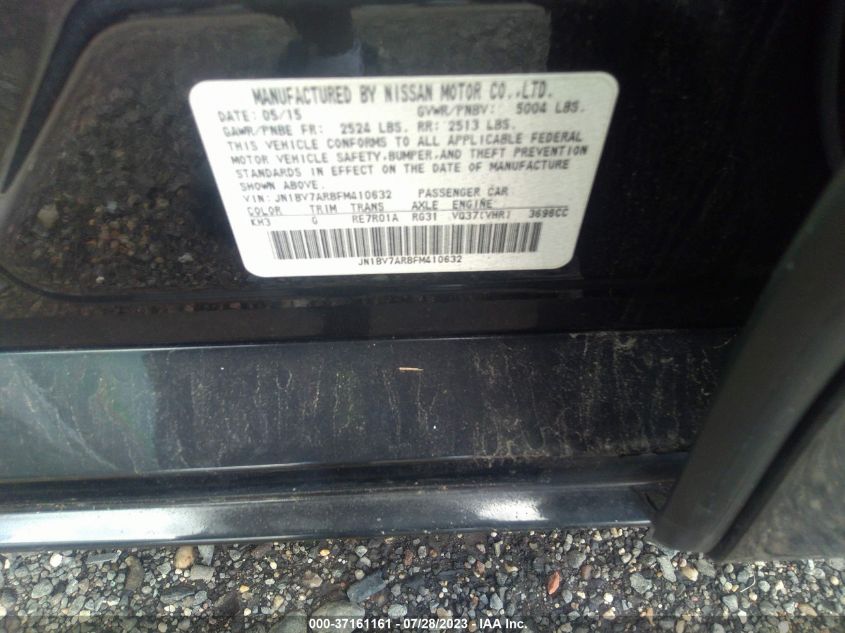 MANUFACTURED BY NISSAN MOTOR CO.,LTD.
DATE: 05/15 GVWR/PNBV: 5004 LBS.
GAWR/PNBE FR: 2524 LBS. RR: 2513 LBS.
THIS VEHICLE CONFORMS TO ALL APPLICABLE FEDERAL
MOTOR VEHICLE SAFETY,BUMPER,AND THEFT PREVENTION
STANDARDS IN EFFECT ON THE DATE OF MANUFACTURE
SHOWN ABOVE.
VIN: JN1BV7AR8FM410632 PASSENGER CAR
COLOR TRIM TRANS AXLE ENGINE
KH3 G RE7R01A RG31 VQ37(VHR) 3696CC
JN1BV7AR8FM410632
000-37161161 - 07/28/2023 - IAA Inc.